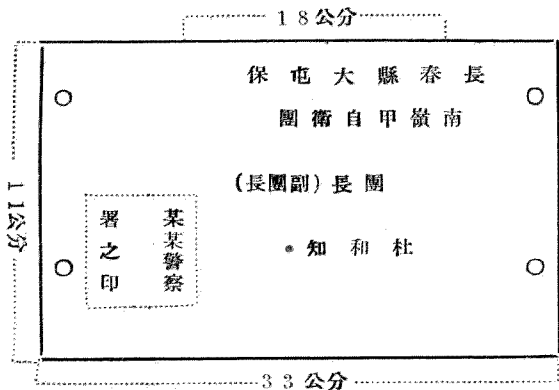 18公分
長春縣大屯保
南嶺甲自衛團
團長(副團長)
杜和知
某某警察
署之印
11公分
33公分